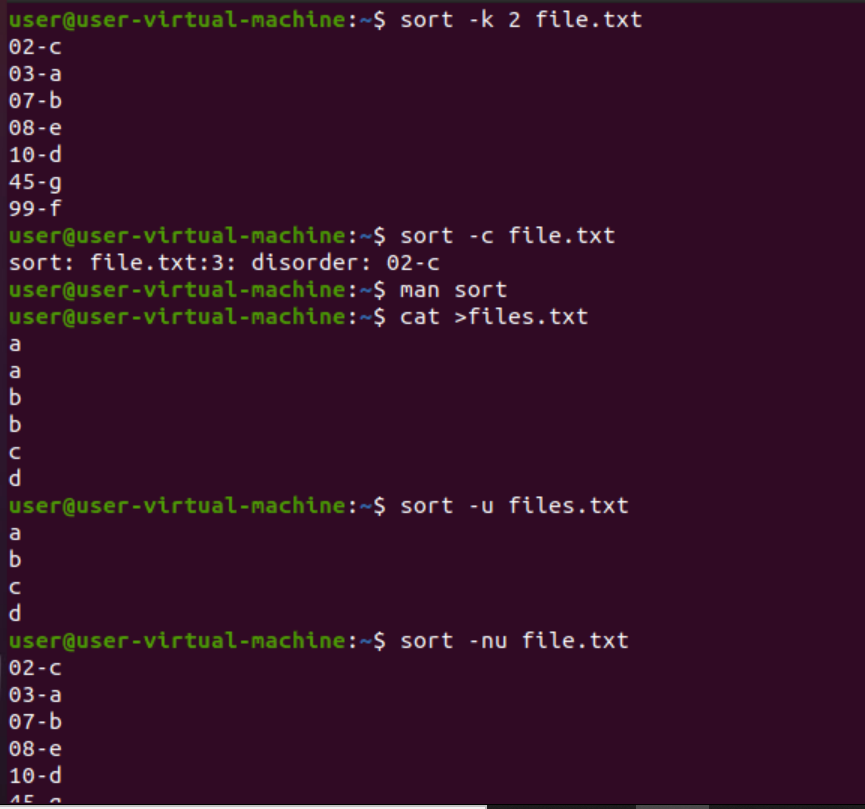 user@user-virtual-machine:~$ sort -k 2 file.txt
02-c
03-a
07-b
08-e
10-d
45-g
99-f
user@user-virtual-machine:~$ sort -c file.txt
sort: file.txt:3: disorder: 02-c
user@user-virtual-machine:~$ man sort
user@user-virtual-machine:~$ cat >files.txt
a
a
b
b
c
d
user@user-virtual-machine:~$ sort -u files.txt
a
b
c
d
user@user-virtual-machine:~$ sort -nu file.txt
02-c
03-a
07-b
08-e
10-d
45-g